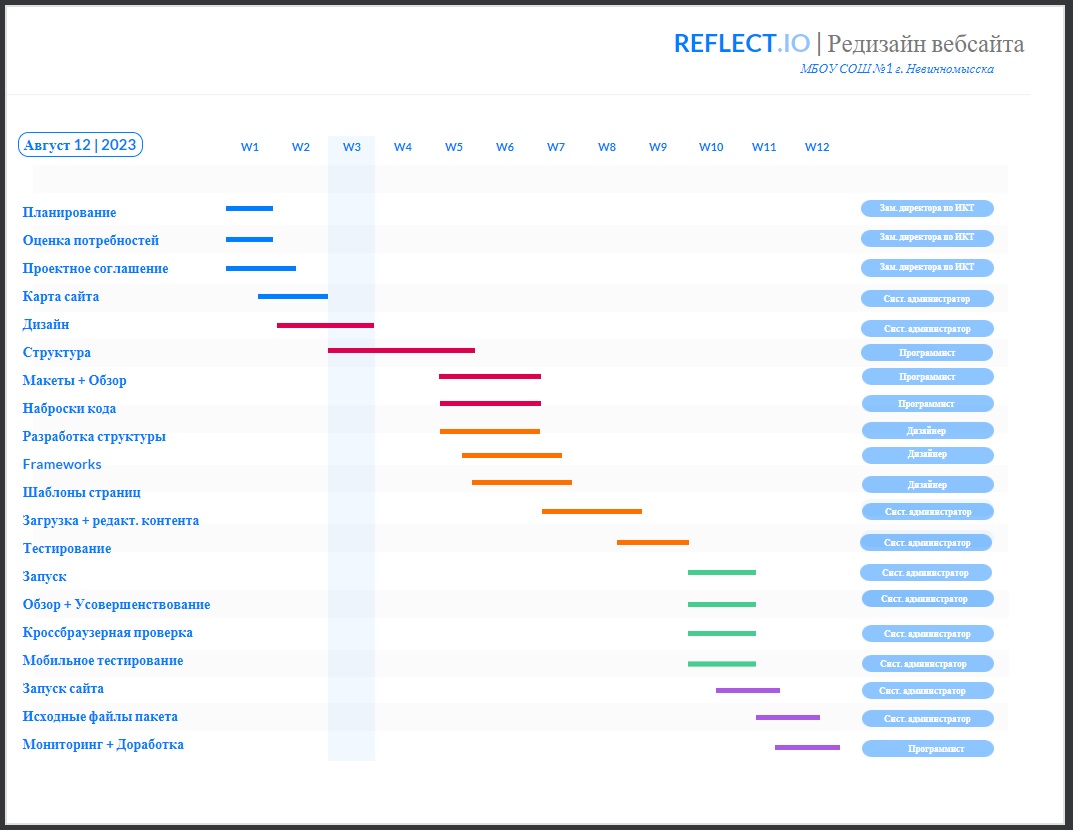 REFLECT.IO | Редизайн вебсайта
МБОУ СОШ №1 г. Невинномысска
Август 12 | 2023 W1 W2 W3 W4 W5 W6 W7 W8 W9 W10 W11 W12
Планирование Зам. директора по ИКТ
Оценка потребностей Зам. директора по ИКТ
Проектное соглашение Зам. директора по ИКТ
Карта сайта Сист. администратор
Дизайн Сист. администратор
Структура Программист
Макеты + Обзор Программист
Наброски кода Программист
Разработка структуры Дизайнер
Frameworks Дизайнер
Шаблоны страниц Дизайнер
Загрузка + редакт. контента Сист. администратор
Тестирование Сист. администратор
Запуск Сист. администратор
Обзор + Усовершенствование Сист. администратор
Кроссбраузерная проверка Сист. администратор
Мобильное тестирование Сист. администратор
Запуск сайта Сист. администратор
Исходные файлы пакета Сист. администратор
Мониторинг + Доработка Программист